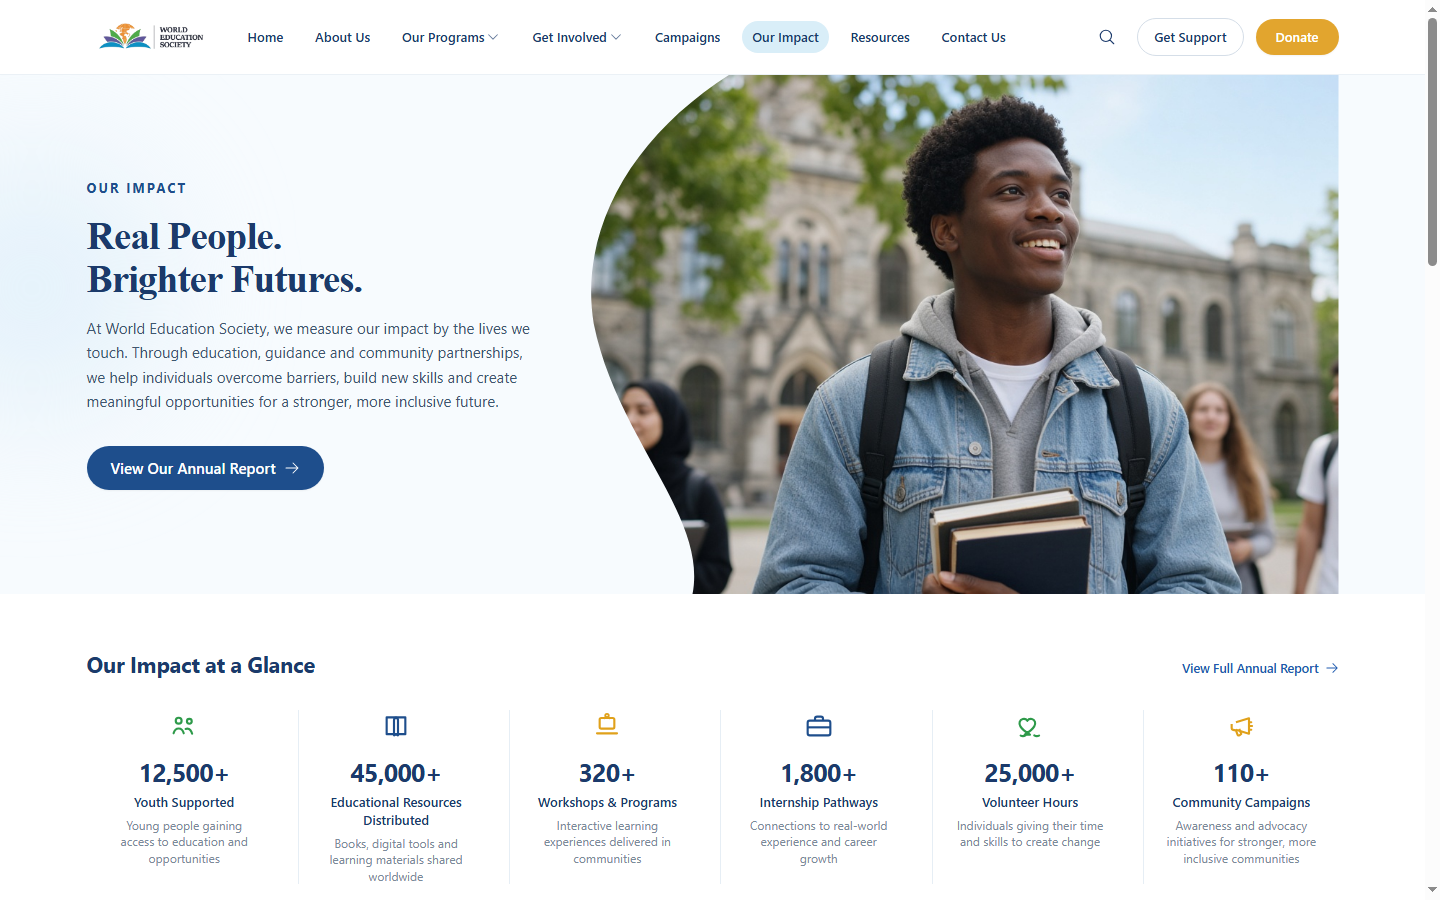 WORLD
EDUCATION
SOCIETY
Home
About Us
Our Programs
Get Involved
Campaigns
Our Impact
Resources
Contact Us
Get Support
Donate
OUR IMPACT
Real People.
Brighter Futures.
At World Education Society, we measure our impact by the lives we
touch. Through education, guidance and community partnerships,
we help individuals overcome barriers, build new skills and create
meaningful opportunities for a stronger, more inclusive future.
View Our Annual Report
Our Impact at a Glance
View Full Annual Report
12,500+
Youth Supported
Young people gaining
access to education and
opportunities
45,000+
Educational Resources
Distributed
Books, digital tools and
learning materials shared
worldwide
320+
Workshops & Programs
Interactive learning
experiences delivered in
communities
1,800+
Internship Pathways
Connections to real-world
experience and career
growth
25,000+
Volunteer Hours
Individuals giving their time
and skills to create change
110+
Community Campaigns
Awareness and advocacy
initiatives for stronger, more
inclusive communities